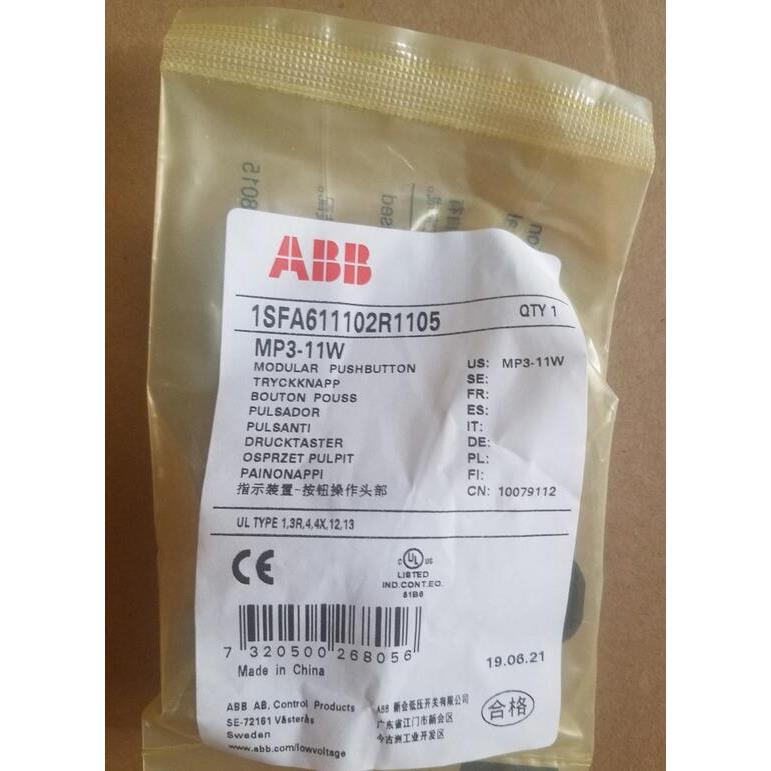 8015
sed
ABB
1SFA611102R1105 QTY 1
MP3-11W
MODULAR PUSHBUTTON US: MP3-11W
TRYCKKNAPP SE:
BOUTON POUSS FR:
PULSADOR ES:
PULSANTI IT:
DRUCKTASTER DE:
OSPRZET PULPIT PL:
PAINONAPPI FI:
指示装置-按钮操作头部 CN: 10079112
UL TYPE 1,3R,4,4X,12,13
CE
C UL US
LISTED
IND.CONT.EQ.
51B6
7 320500 268056
19.06.21
Made in China
ABB AB, Control Products ABB 新会低压开关有限公司
SE-72161 Västerås 广东省江门市新会区
Sweden 今古洲工业开发区
www.abb.com/lowvoltage
合格